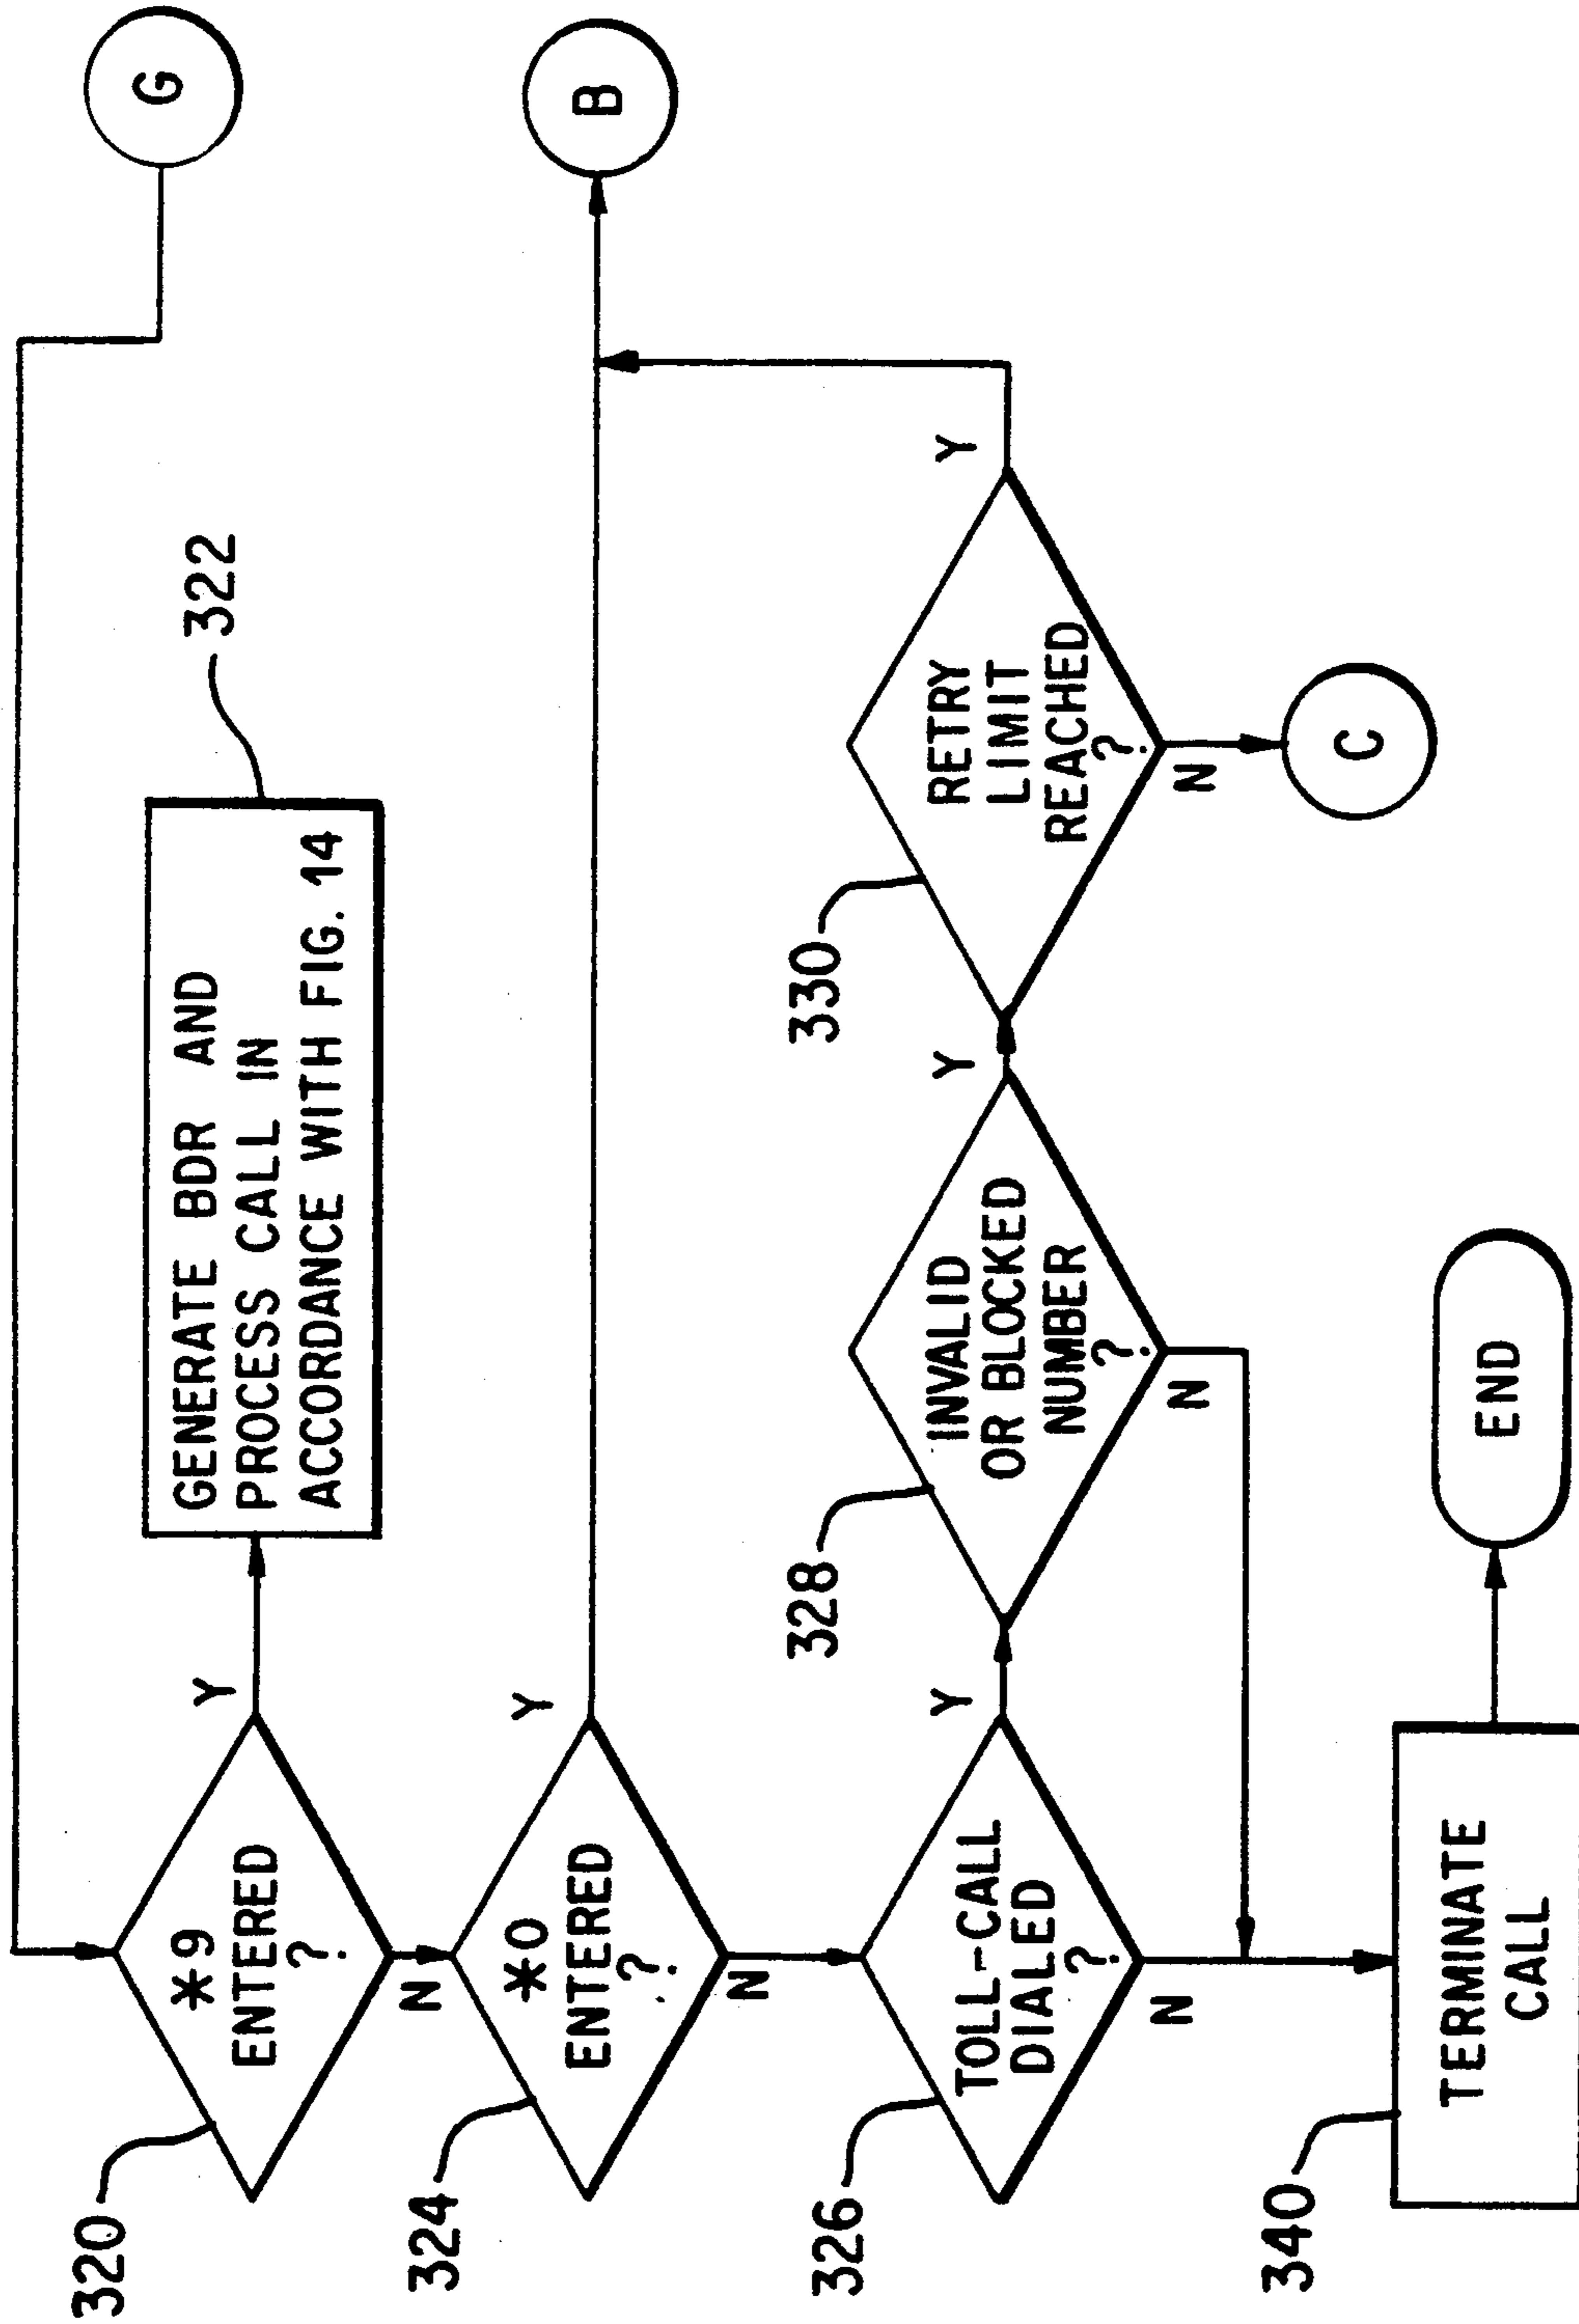 G
320
*9
ENTERED
?
Y
N
322
GENERATE BDR AND
PROCESS CALL IN
ACCORDANCE WITH FIG. 14
324
*0
ENTERED
?
Y
N
B
326
TOLL-CALL
DIALED
?
Y
N
328
INVALID
OR BLOCKED
NUMBER
?
Y
N
330
RETRY
LIMIT
REACHED
?
Y
N
C
340
TERMINATE
CALL
END